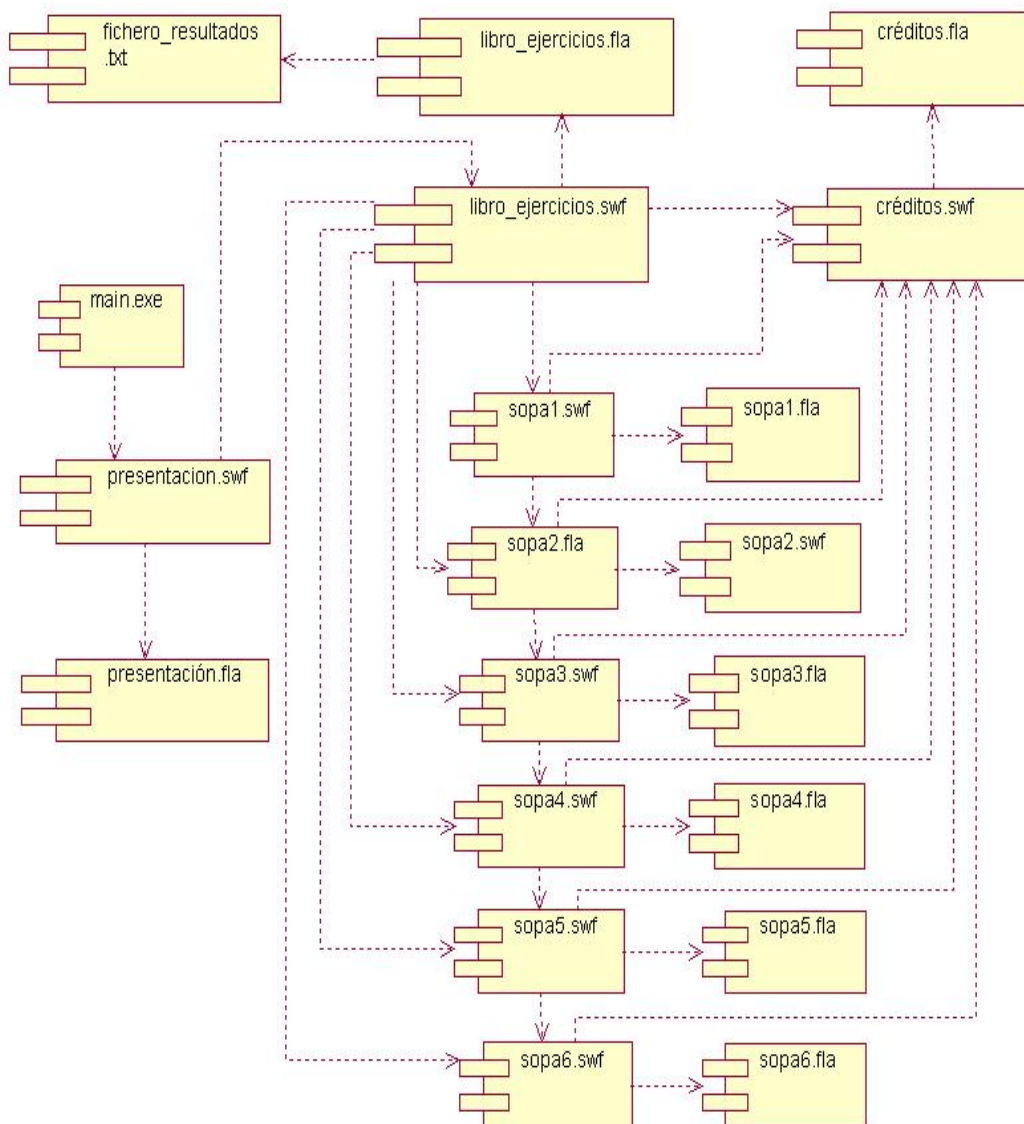 fichero_resultados
.txt
libro_ejercicios.fla
créditos.fla
libro_ejercicios.swf
créditos.swf
main.exe
sopa1.swf
sopa1.fla
presentacion.swf
sopa2.fla
sopa2.swf
presentación.fla
sopa3.swf
sopa3.fla
sopa4.swf
sopa4.fla
sopa5.swf
sopa5.fla
sopa6.swf
sopa6.fla